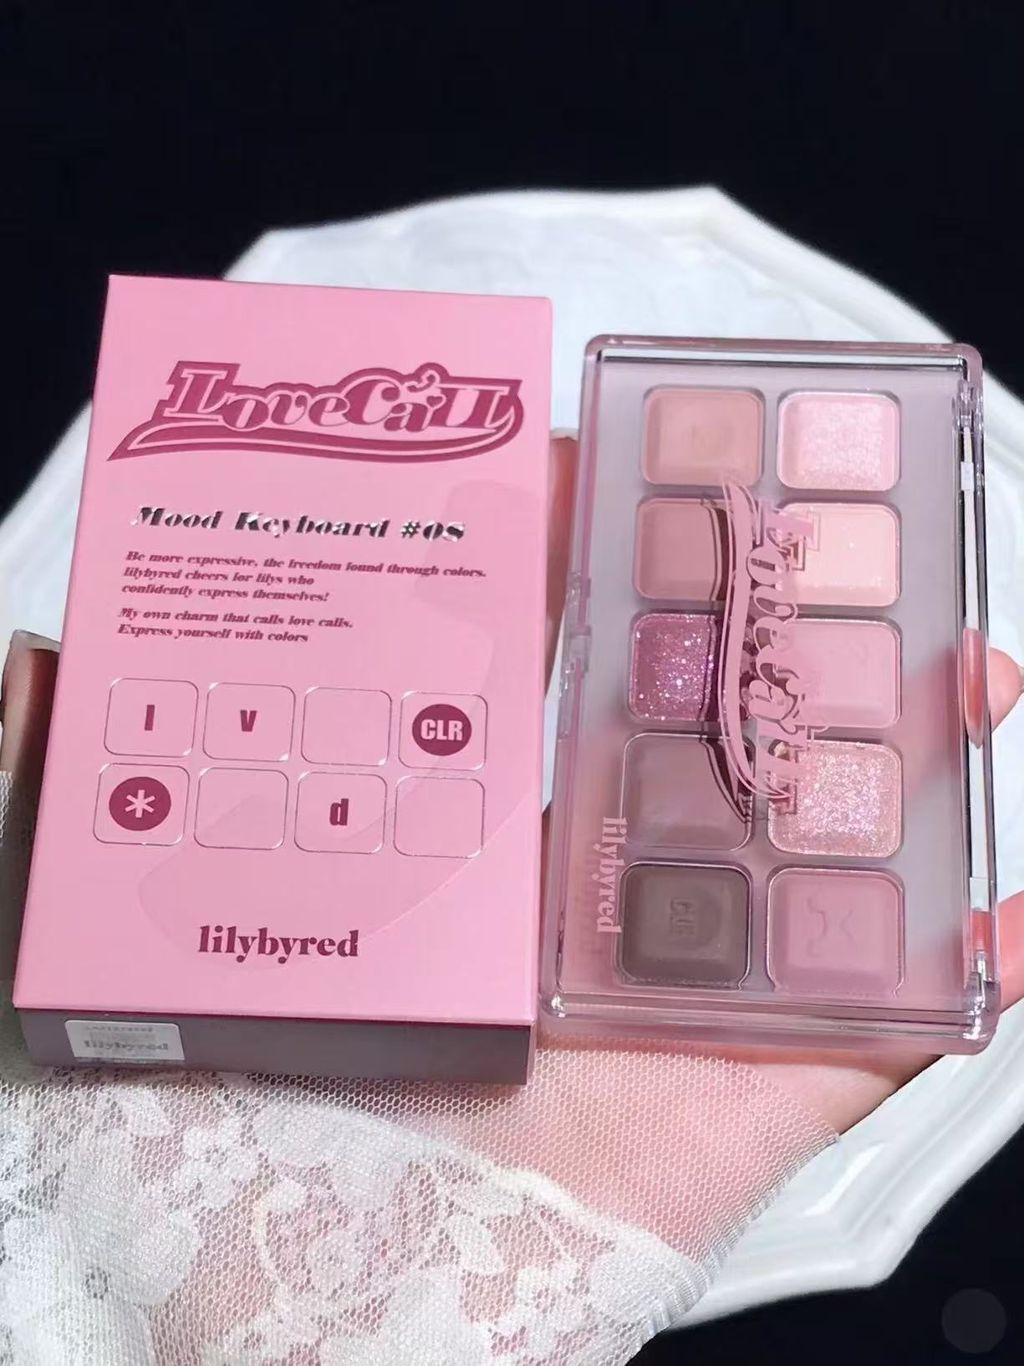 LoveCall
Mood Keyboard #08
Be more expressive, the freedom found through colors.
lilybyred cheers for lilys who
confidently express themselves!
My own charm that calls love calls.
Express yourself with colors
l v CLR
* d
lilybyred
lilybyred
LoveCall
lilybyred